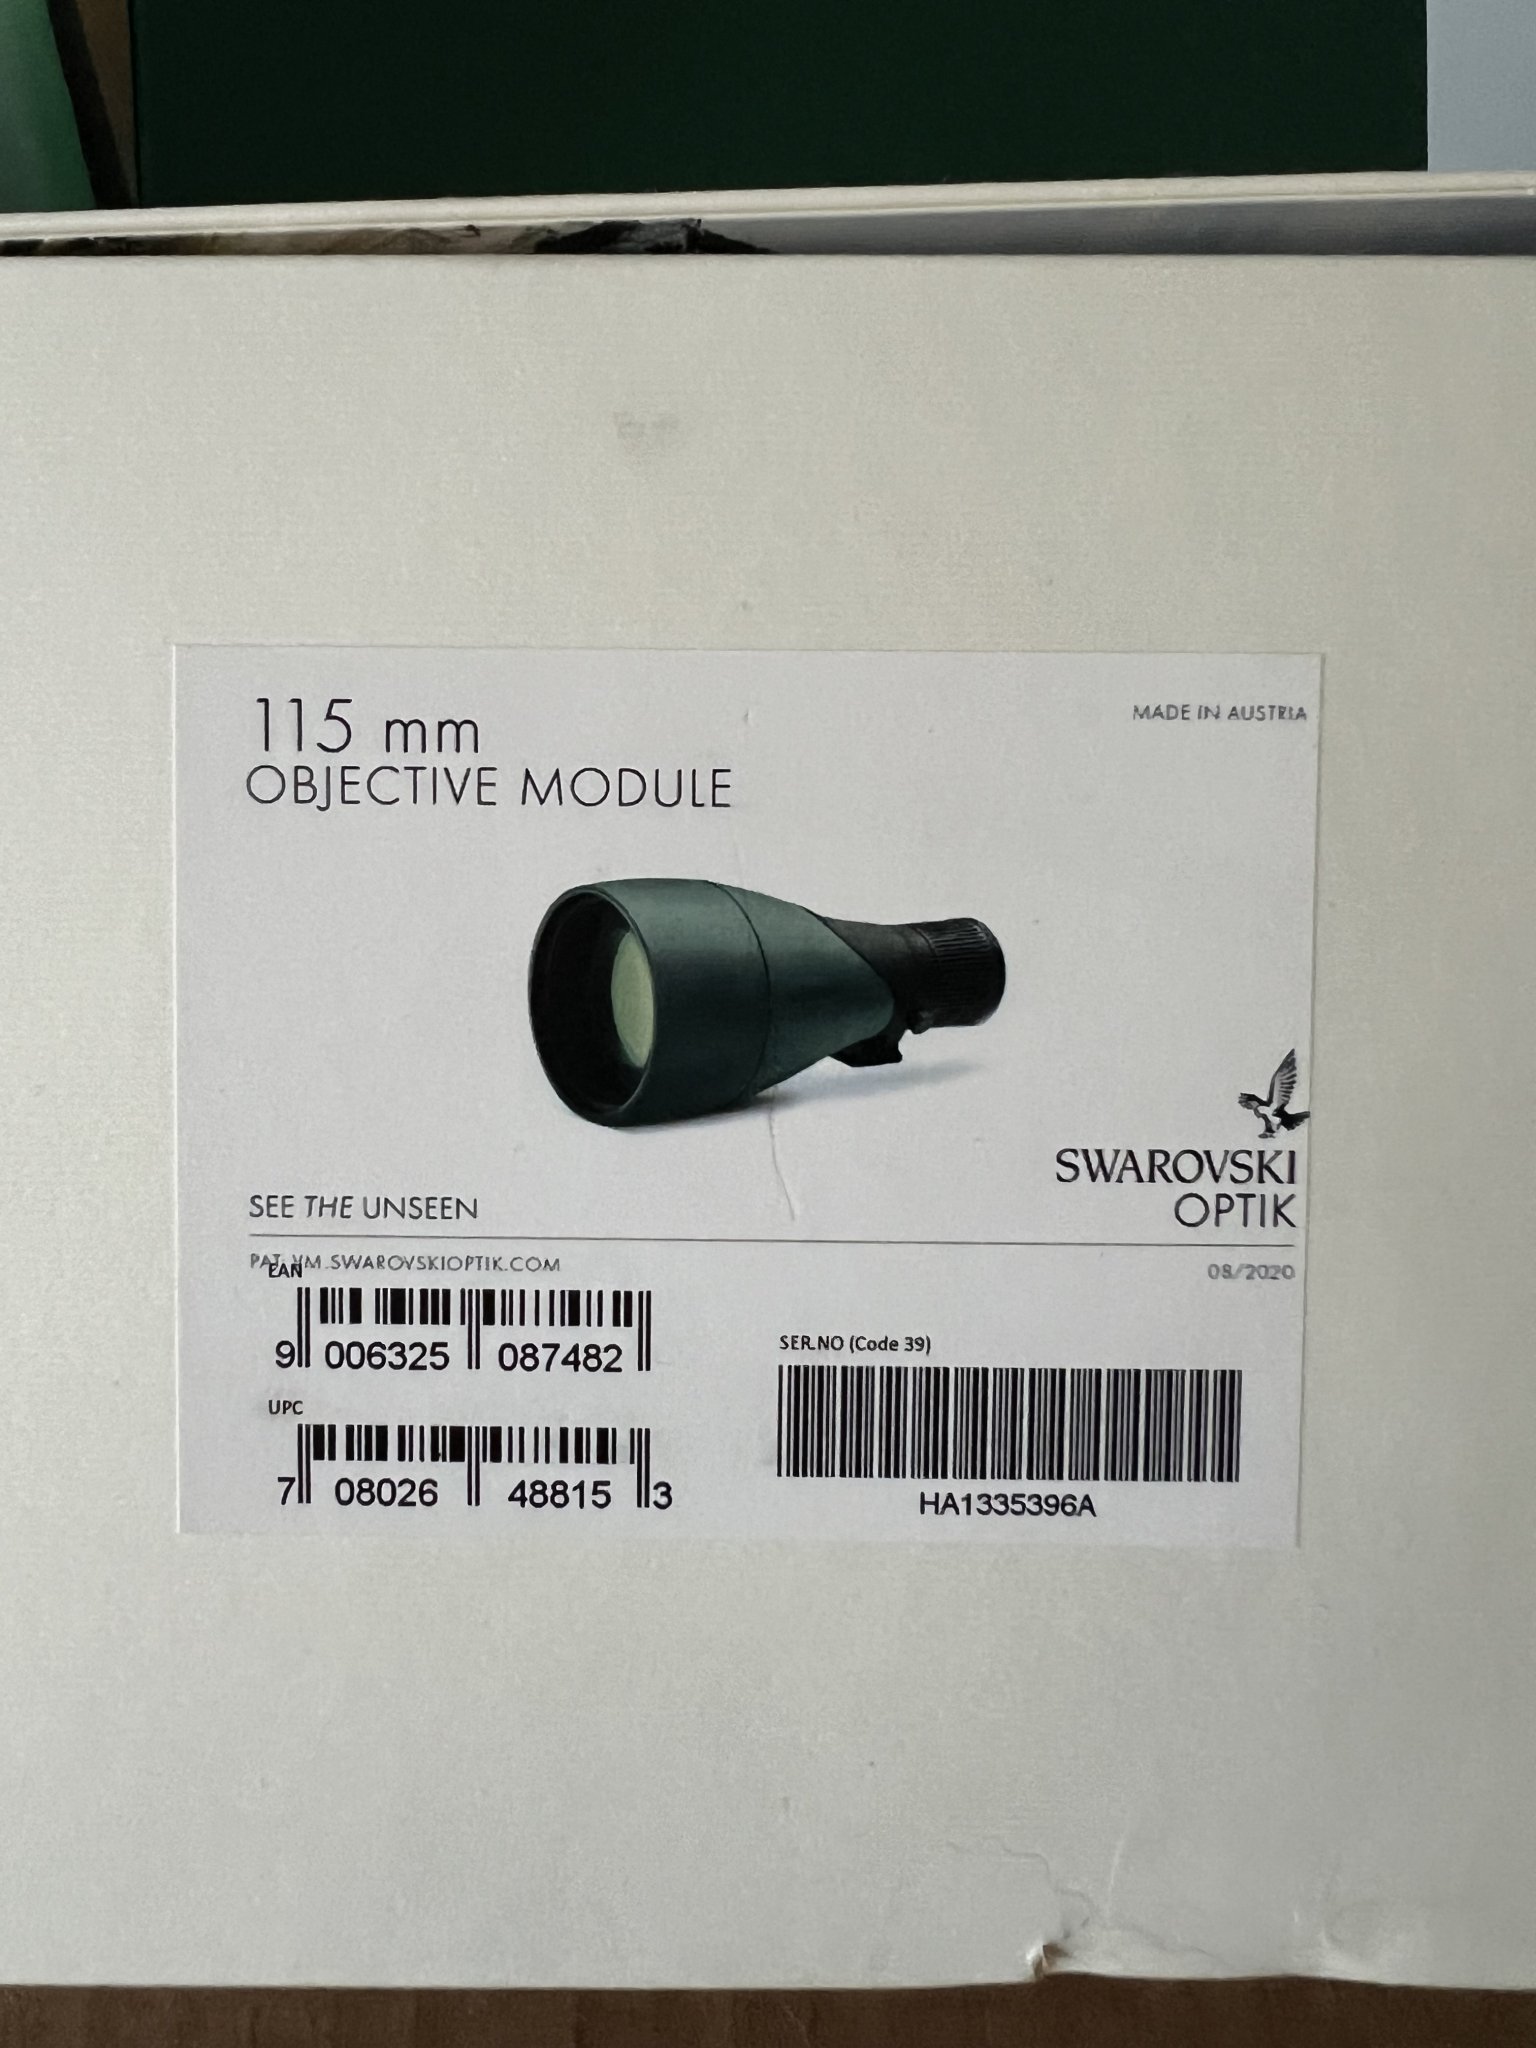 115 mm
OBJECTIVE MODULE
MADE IN AUSTRIA
SWAROVSKI
OPTIK
SEE THE UNSEEN
PAT. VM.SWAROVSKIOPTIK.COM
08/2020
EAN
9 006325 087482
SER.NO (Code 39)
HA1335396A
UPC
7 08026 48815 3